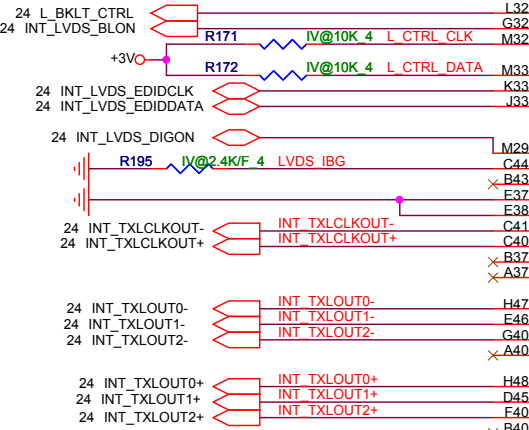 24 L_BKLT_CTRL L32
24 INT_LVDS_BLON G32
R171 IV@10K_4 L_CTRL_CLK M32
+3V
R172 IV@10K_4 L_CTRL_DATA M33
24 INT_LVDS_EDIDCLK K33
24 INT_LVDS_EDIDDATA J33
24 INT_LVDS_DIGON
M29
R195 IV@2.4K/F_4 LVDS_IBG C44
B43
E37
E38
24 INT_TXLCLKOUT- INT_TXLCLKOUT- C41
24 INT_TXLCLKOUT+ INT_TXLCLKOUT+ C40
B37
A37
24 INT_TXLOUT0- INT_TXLOUT0- H47
24 INT_TXLOUT1- INT_TXLOUT1- E46
24 INT_TXLOUT2- INT_TXLOUT2- G40
A40
24 INT_TXLOUT0+ INT_TXLOUT0+ H48
24 INT_TXLOUT1+ INT_TXLOUT1+ D45
24 INT_TXLOUT2+ INT_TXLOUT2+ F40
B40